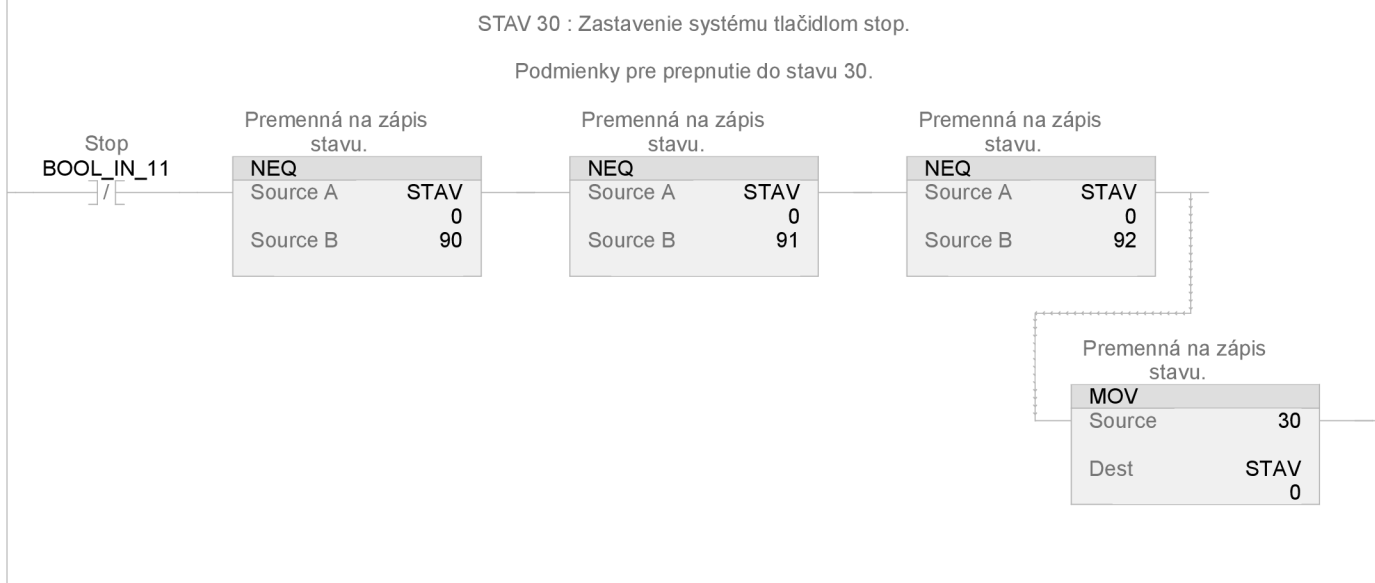 STAV 30 : Zastavenie systému tlačidlom stop.
Podmienky pre prepnutie do stavu 30.
Stop
BOOL_IN_11
Premenná na zápis
stavu.
NEQ
Source A STAV
0
Source B 90
Premenná na zápis
stavu.
NEQ
Source A STAV
0
Source B 91
Premenná na zápis
stavu.
NEQ
Source A STAV
0
Source B 92
Premenná na zápis
stavu.
MOV
Source 30
Dest STAV
0